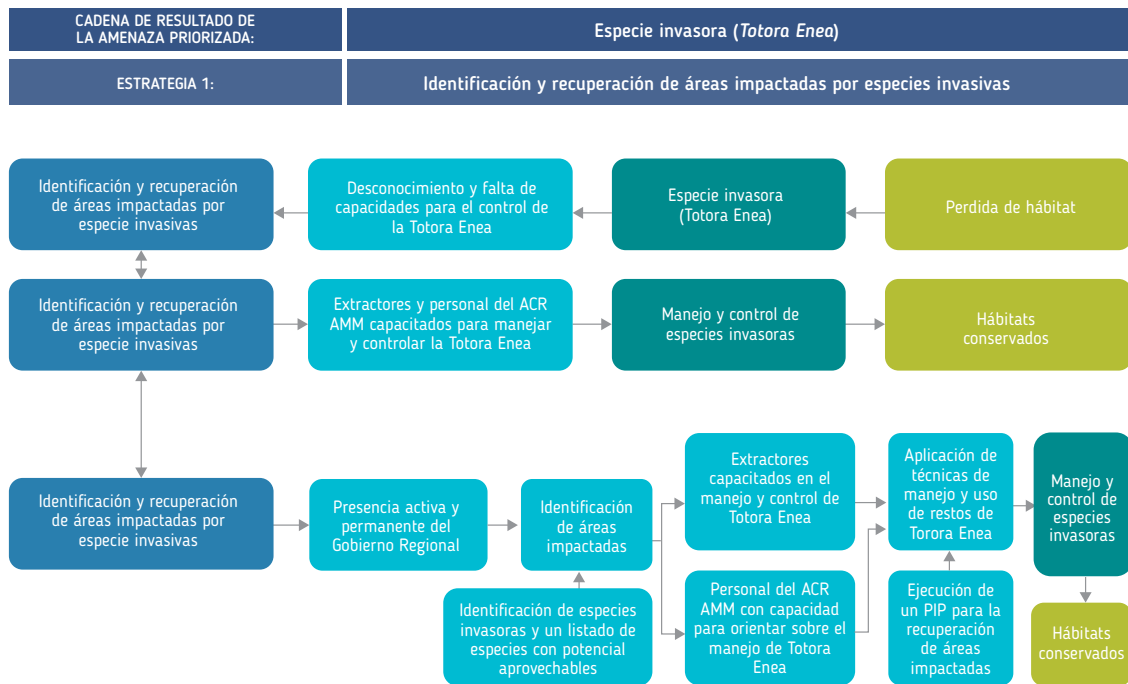 CADENA DE RESULTADO DE
LA AMENAZA PRIORIZADA:
Especie invasora (Totora Enea)
ESTRATEGIA 1:
Identificación y recuperación de áreas impactadas por especies invasivas
Identificación y recuperación
de áreas impactadas por
especie invasivas
Desconocimiento y falta de
capacidades para el control de
la Totora Enea
Especie invasora
(Totora Enea)
Perdida de hábitat
Identificación y recuperación
de áreas impactadas por
especie invasivas
Extractores y personal del ACR
AMM capacitados para manejar
y controlar la Totora Enea
Manejo y control de
especies invasoras
Hábitats
conservados
Identificación y recuperación
de áreas impactadas por
especie invasivas
Presencia activa y
permanente del
Gobierno Regional
Identificación
de áreas
impactadas
Identificación de especies
invasoras y un listado de
especies con potencial
aprovechables
Extractores
capacitados en el
manejo y control de
Totora Enea
Personal del ACR
AMM con capacidad
para orientar sobre el
manejo de Totora
Enea
Aplicación de
técnicas de
manejo y uso
de restos de
Torora Enea
Ejecución de
un PIP para la
recuperación
de áreas
impactadas
Manejo y
control de
especies
invasoras
Hábitats
conservados